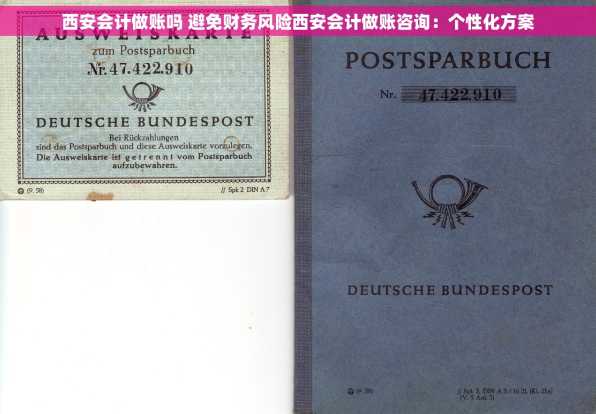 西安会计做账吗 避免财务风险西安会计做账咨询：个性化方案
AUSWEISKARTE
zum Postsparbuch
Nr. 47.422.910
DEUTSCHE BUNDESPOST
Bei Rückzahlungen
sind das Postsparbuch und diese Ausweiskarte vorzulegen.
Die Ausweiskarte ist getrennt vom Postsparbuch
aufzubewahren.
(9. 58)
// Spk 2 DIN A 7
POSTSPARBUCH
Nr. 47.422.910
DEUTSCHE BUNDESPOST